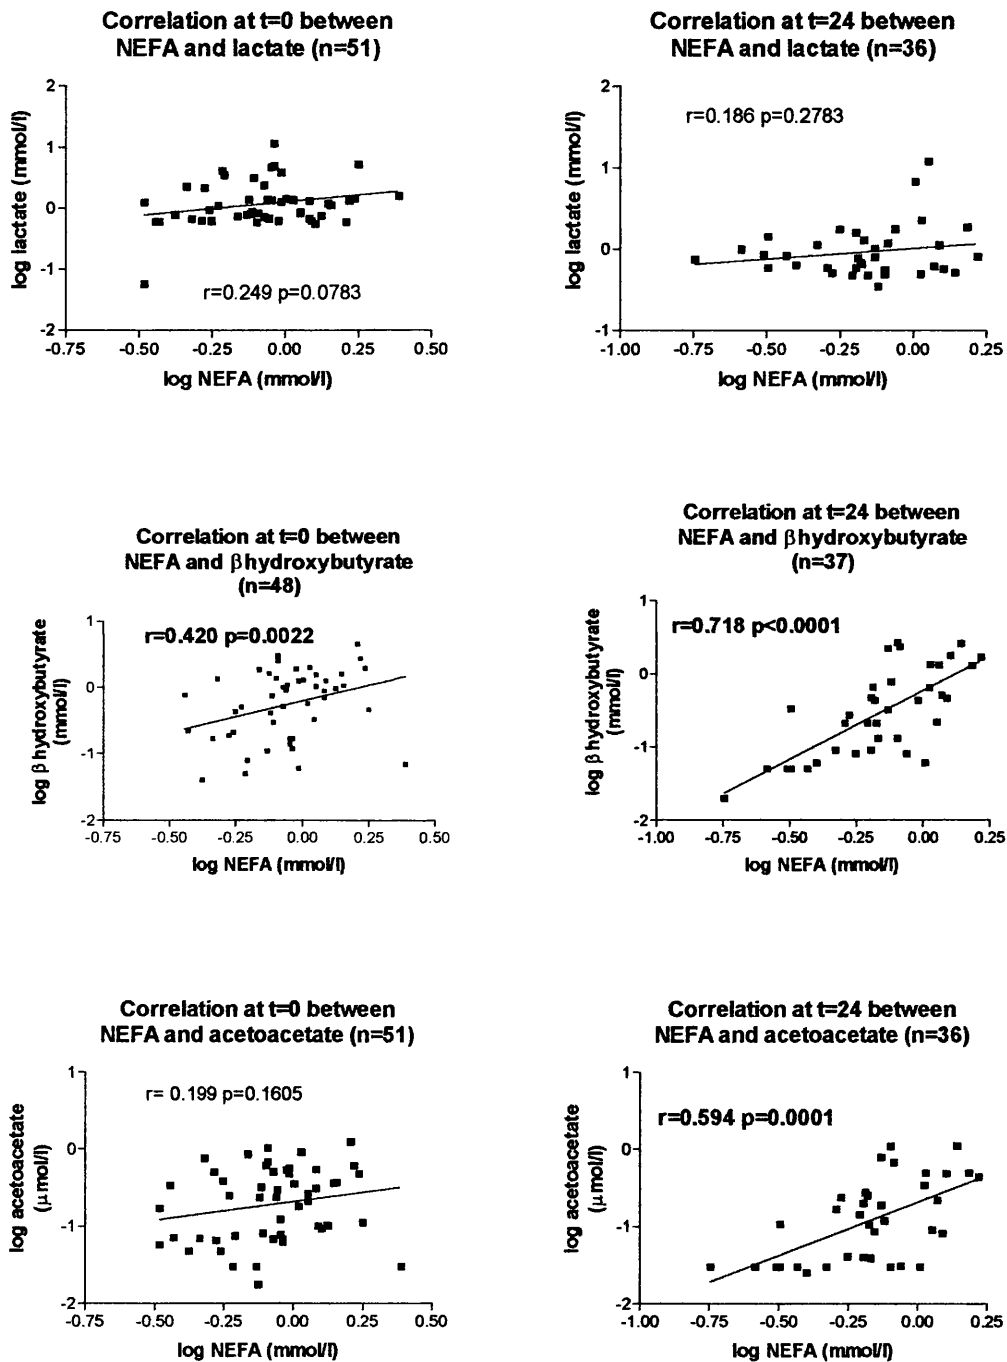 Correlation at t=0 between
NEFA and lactate (n=51)
2
1
0
-1
-2
log lactate (mmol/l)
r=0.249 p=0.0783
-0.75
-0.50
-0.25
0.00
0.25
0.50
log NEFA (mmol/l)
Correlation at t=24 between
NEFA and lactate (n=36)
2
1
0
-1
log lactate (mmol/l)
r=0.186 p=0.2783
-1.00
-0.75
-0.50
-0.25
0.00
0.25
log NEFA (mmol/l)
Correlation at t=0 between
NEFA and β hydroxybutyrate
(n=48)
1
0
-1
-2
log β hydroxybutyrate
(mmol/l)
r=0.420 p=0.0022
-0.75
-0.50
-0.25
0.00
0.25
0.50
log NEFA (mmol/l)
Correlation at t=24 between
NEFA and β hydroxybutyrate
(n=37)
1
0
-1
-2
log β hydroxybutyrate
(mmol/l)
r=0.718 p<0.0001
-1.00
-0.75
-0.50
-0.25
0.00
0.25
log NEFA (mmol/l)
Correlation at t=0 between
NEFA and acetoacetate (n=51)
1
0
-1
-2
log acetoacetate
(μmol/l)
r= 0.199 p=0.1605
-0.75
-0.50
-0.25
0.00
0.25
0.50
log NEFA (mmol/l)
Correlation at t=24 between
NEFA and acetoacetate (n=36)
1
0
-1
-2
log acetoacetate
(μmol/l)
r=0.594 p=0.0001
-1.00
-0.75
-0.50
-0.25
0.00
0.25
log NEFA (mmol/l)